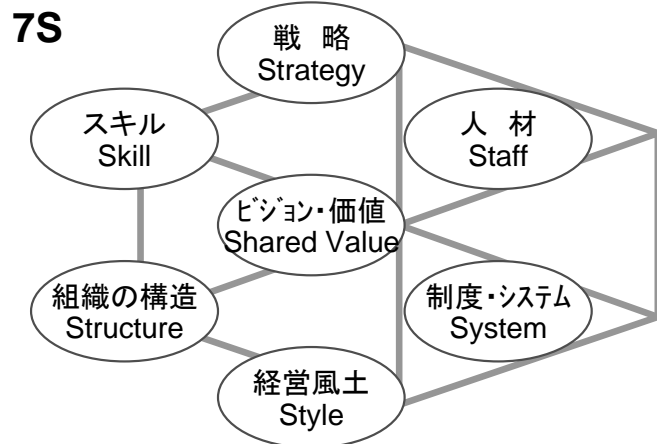 7S
戦　略
Strategy
スキル
Skill
人　材
Staff
ﾋﾞｼﾞｮﾝ・価値
Shared Value
組織の構造
Structure
制度・ｼｽﾃﾑ
System
経営風土
Style